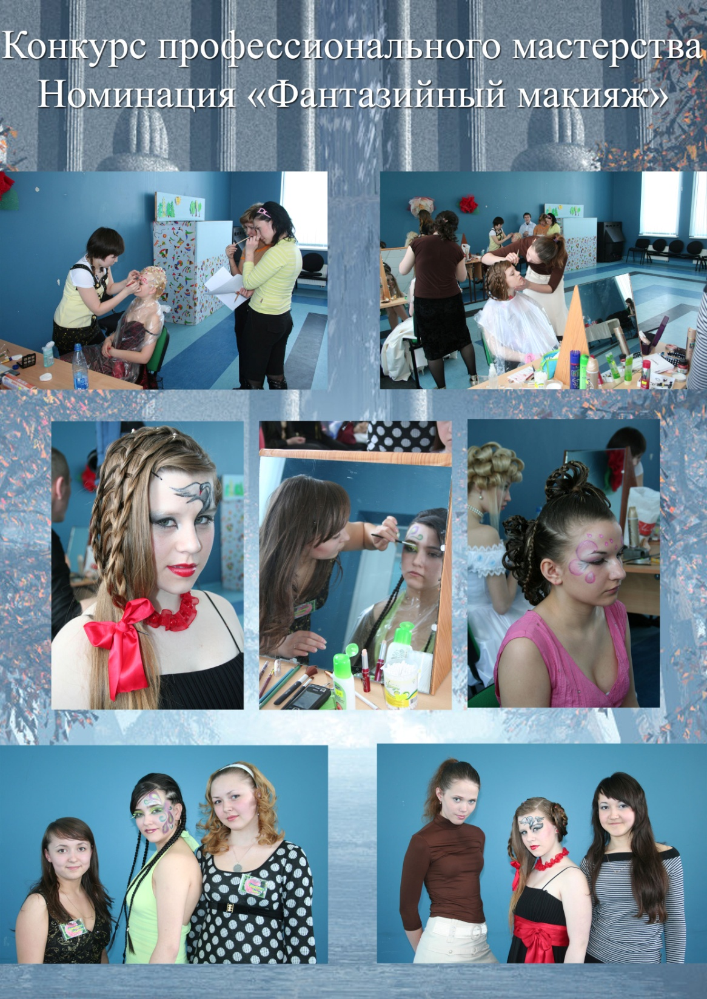 Конкурс профессионального мастерства
Номинация «Фантазийный макияж»